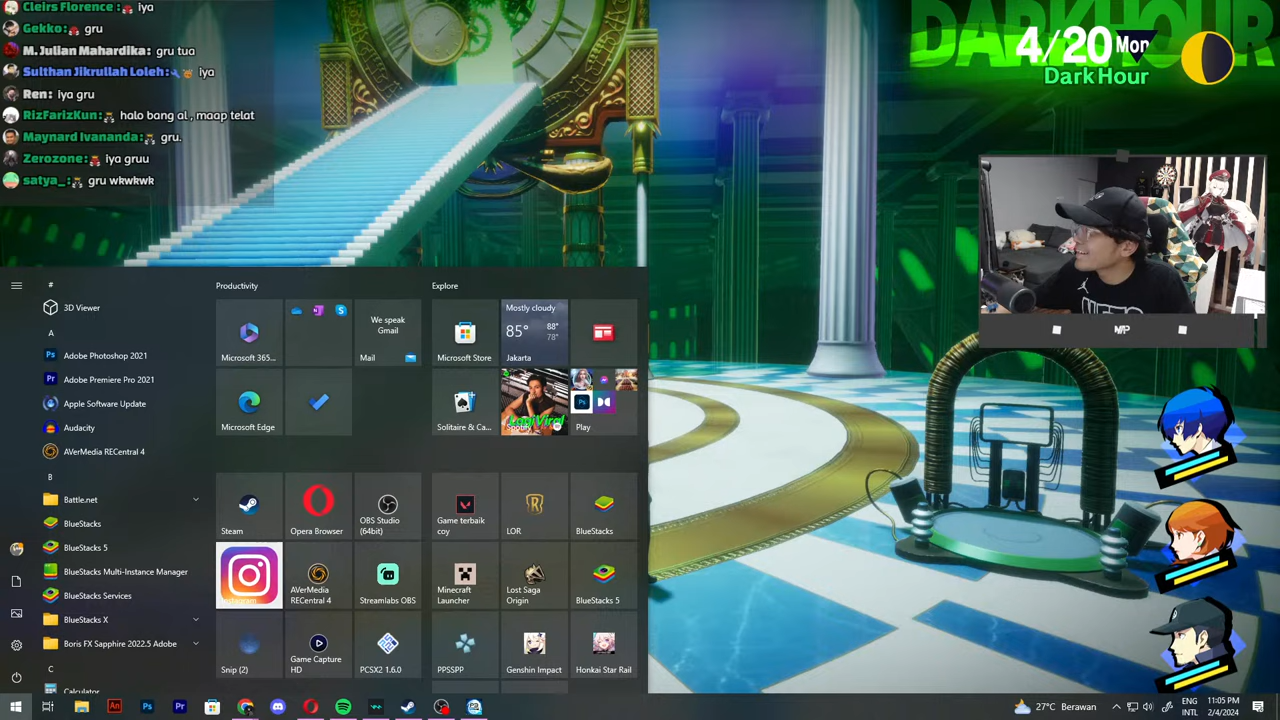 Cleirs Florence: iya
Gekko: gru
M. Julian Mahardika: gru tua
Sulthan Jikrullah Loleh: iya
Ren: iya gru
RizFarizKun: halo bang al , maap telat
Maynard Ivananda: gru.
Zerozone: iya gruu
satya_: gru wkwkwk
DARKHOUR
4/20 Mon
Dark Hour
#
3D Viewer
A
Adobe Photoshop 2021
Adobe Premiere Pro 2021
Apple Software Update
Audacity
AVerMedia RECentral 4
B
Battle.net
BlueStacks
BlueStacks 5
BlueStacks Multi-Instance Manager
BlueStacks Services
BlueStacks X
Boris FX Sapphire 2022.5 Adobe
C
Calculator
Productivity
Microsoft 365...
We speak
Gmail
Mail
Microsoft Edge
Explore
Microsoft Store
Mostly cloudy
85° 88°
78°
Jakarta
Solitaire & Ca...
LagiViral
Spotify
Play
Steam
Opera Browser
OBS Studio
(64bit)
Game terbaik
coy
LOR
BlueStacks
Instagram
AVerMedia
RECentral 4
Streamlabs OBS
Minecraft
Launcher
Lost Saga
Origin
BlueStacks 5
Snip (2)
Game Capture
HD
PCSX2 1.6.0
PPSSPP
Genshin Impact
Honkai Star Rail
27°C Berawan
ENG
INTL
11:05 PM
2/4/2024